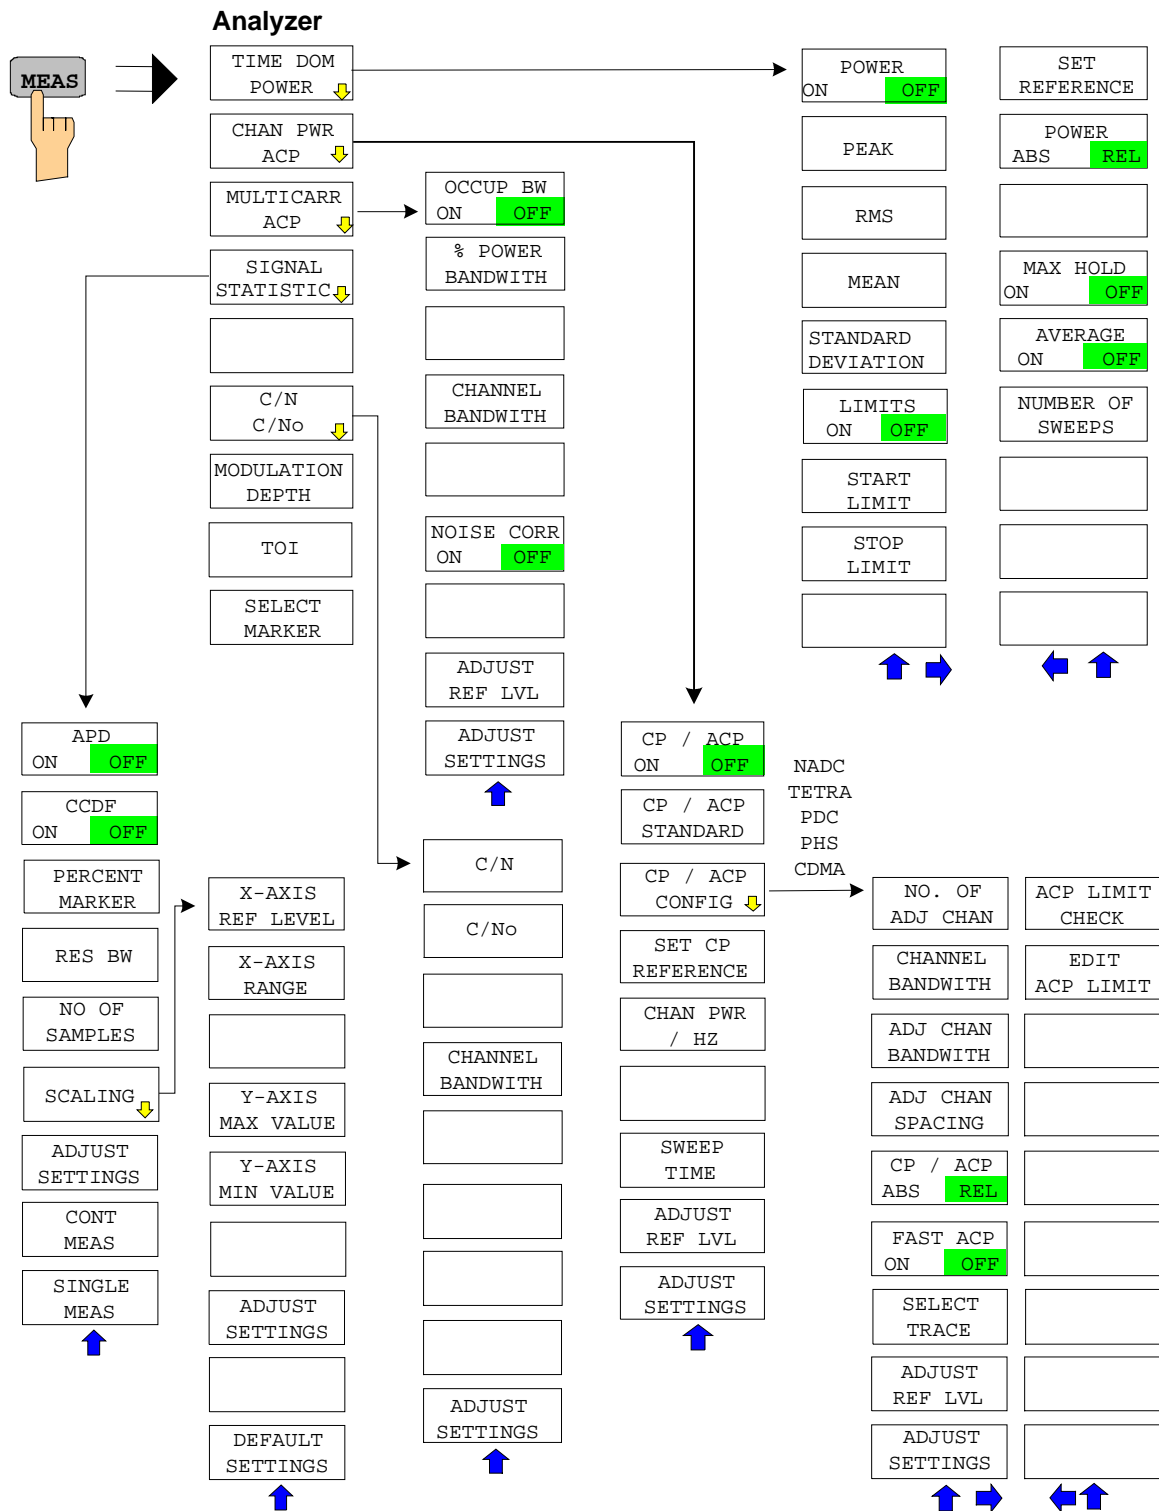 Analyzer
MEAS
TIME DOM
POWER
CHAN PWR
ACP
MULTICARR
ACP
SIGNAL
STATISTIC
C/N
C/No
MODULATION
DEPTH
TOI
SELECT
MARKER
OCCUP BW
ON OFF
% POWER
BANDWITH
CHANNEL
BANDWITH
NOISE CORR
ON OFF
ADJUST
REF LVL
ADJUST
SETTINGS
POWER
ON OFF
PEAK
RMS
MEAN
STANDARD
DEVIATION
LIMITS
ON OFF
START
LIMIT
STOP
LIMIT
SET
REFERENCE
POWER
ABS REL
MAX HOLD
ON OFF
AVERAGE
ON OFF
NUMBER OF
SWEEPS
APD
ON OFF
CCDF
ON OFF
PERCENT
MARKER
RES BW
NO OF
SAMPLES
SCALING
ADJUST
SETTINGS
CONT
MEAS
SINGLE
MEAS
X-AXIS
REF LEVEL
X-AXIS
RANGE
Y-AXIS
MAX VALUE
Y-AXIS
MIN VALUE
ADJUST
SETTINGS
DEFAULT
SETTINGS
C/N
C/No
CHANNEL
BANDWITH
ADJUST
SETTINGS
CP / ACP
ON OFF
CP / ACP
STANDARD
CP / ACP
CONFIG
SET CP
REFERENCE
CHAN PWR
/ HZ
SWEEP
TIME
ADJUST
REF LVL
ADJUST
SETTINGS
NADC
TETRA
PDC
PHS
CDMA
NO. OF
ADJ CHAN
CHANNEL
BANDWITH
ADJ CHAN
BANDWITH
ADJ CHAN
SPACING
CP / ACP
ABS REL
FAST ACP
ON OFF
SELECT
TRACE
ADJUST
REF LVL
ADJUST
SETTINGS
ACP LIMIT
CHECK
EDIT
ACP LIMIT